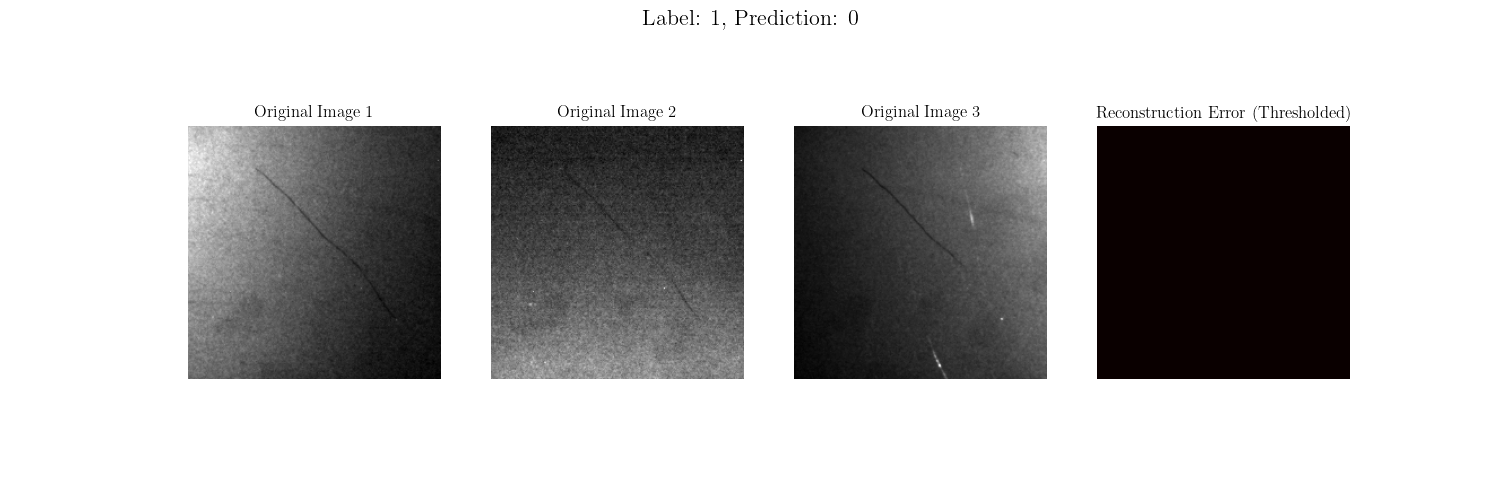 Label: 1, Prediction: 0
Original Image 1
Original Image 2
Original Image 3
Reconstruction Error (Thresholded)